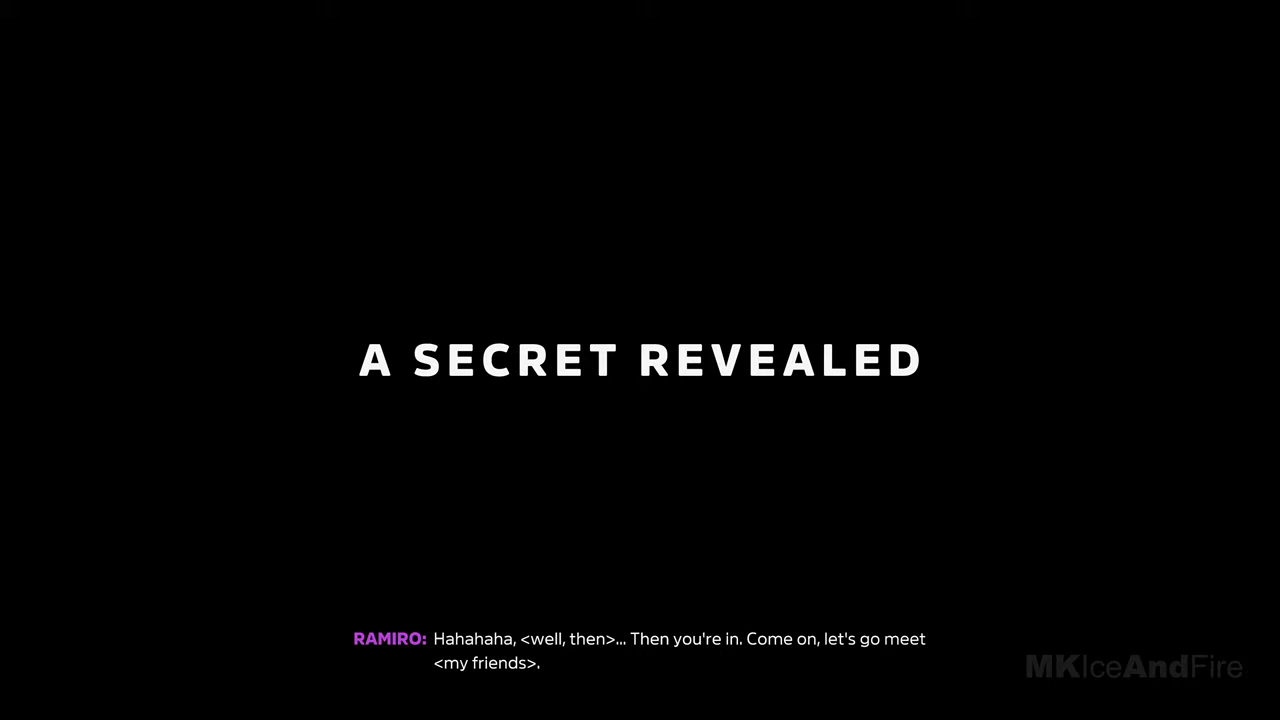 A SECRET REVEALED
RAMIRO: Hahahaha, <well, then>... Then you're in. Come on, let's go meet
<my friends>.
MKIceAndFire